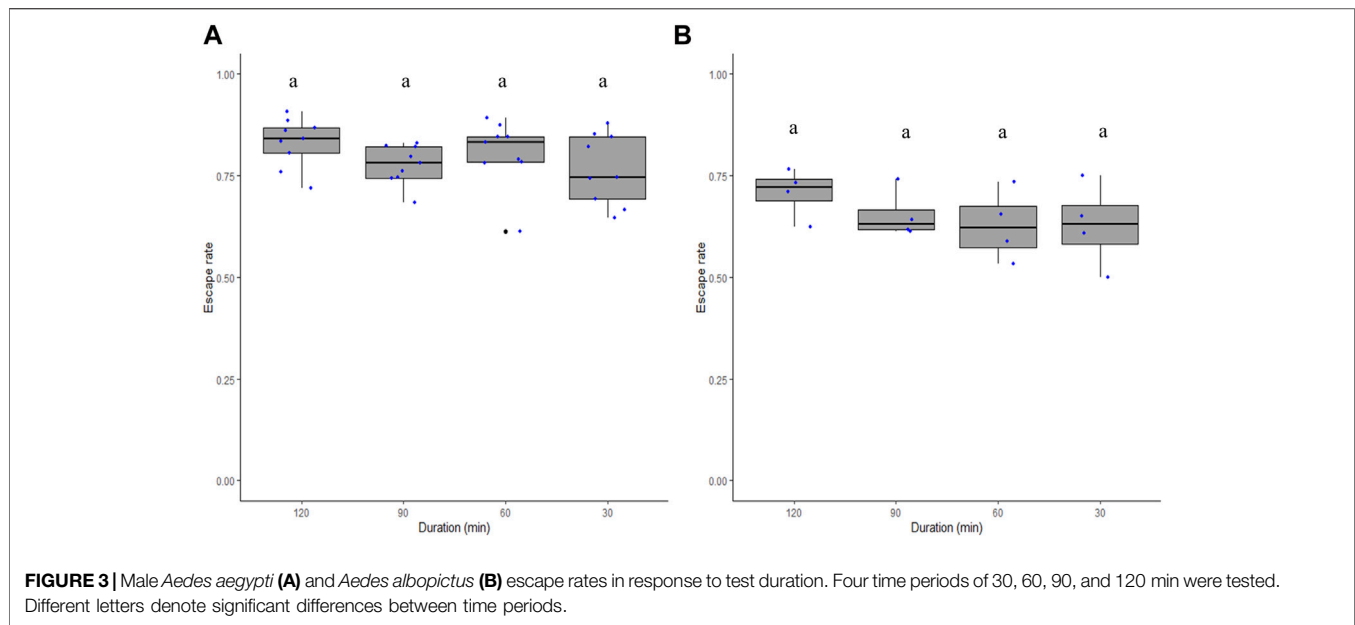 A
B
a a a a
a a a a
1.00
0.75
0.50
0.25
0.00
Escape rate
120 90 60 30
Duration (min)
1.00
0.75
0.50
0.25
0.00
Escape rate
120 90 60 30
Duration (min)
FIGURE 3 | Male Aedes aegypti (A) and Aedes albopictus (B) escape rates in response to test duration. Four time periods of 30, 60, 90, and 120 min were tested.
Different letters denote significant differences between time periods.